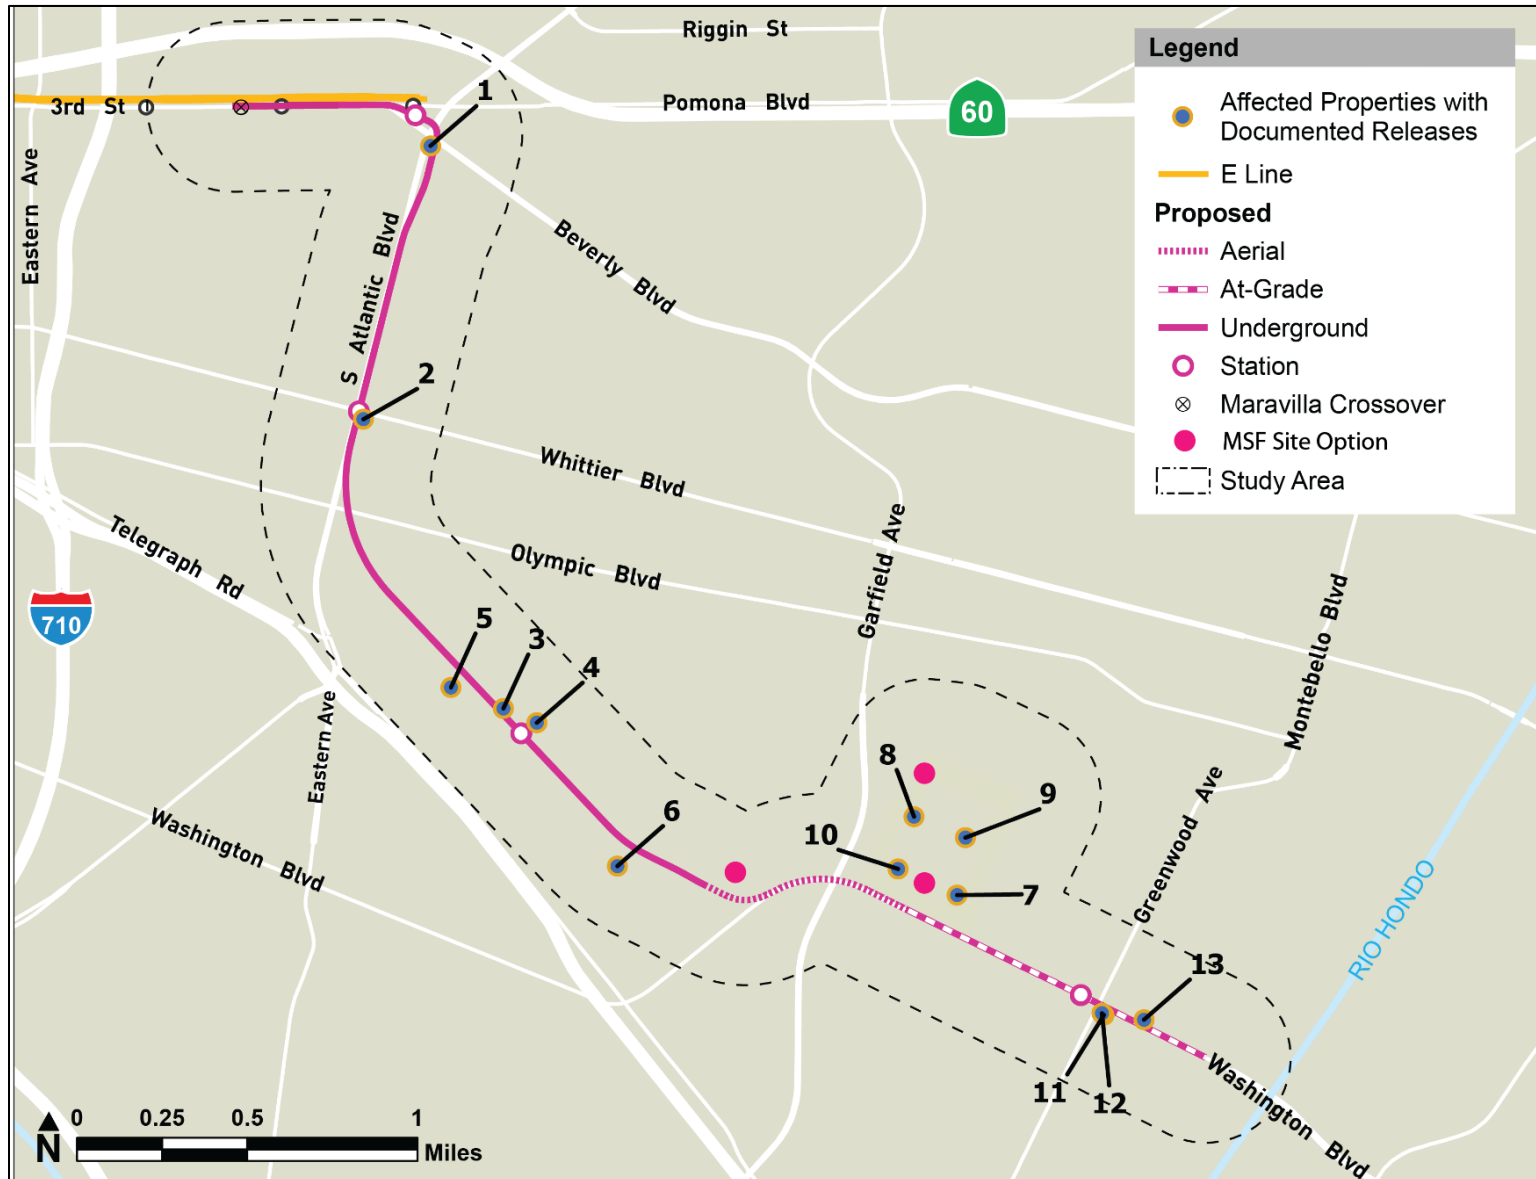 Riggin St
Legend
3rd St
1
Pomona Blvd
60
Affected Properties with
Documented Releases
E Line
Proposed
Aerial
At-Grade
Underground
Station
Maravilla Crossover
MSF Site Option
Study Area
Eastern Ave
S Atlantic Blvd
Beverly Blvd
2
Whittier Blvd
Telegraph Rd
Olympic Blvd
Garfield Ave
710
Montebello Blvd
5
3
4
Eastern Ave
8
9
6
10
7
Washington Blvd
Greenwood Ave
RIO HONDO
13
11
12
Washington Blvd
N
0 0.25 0.5 1
Miles